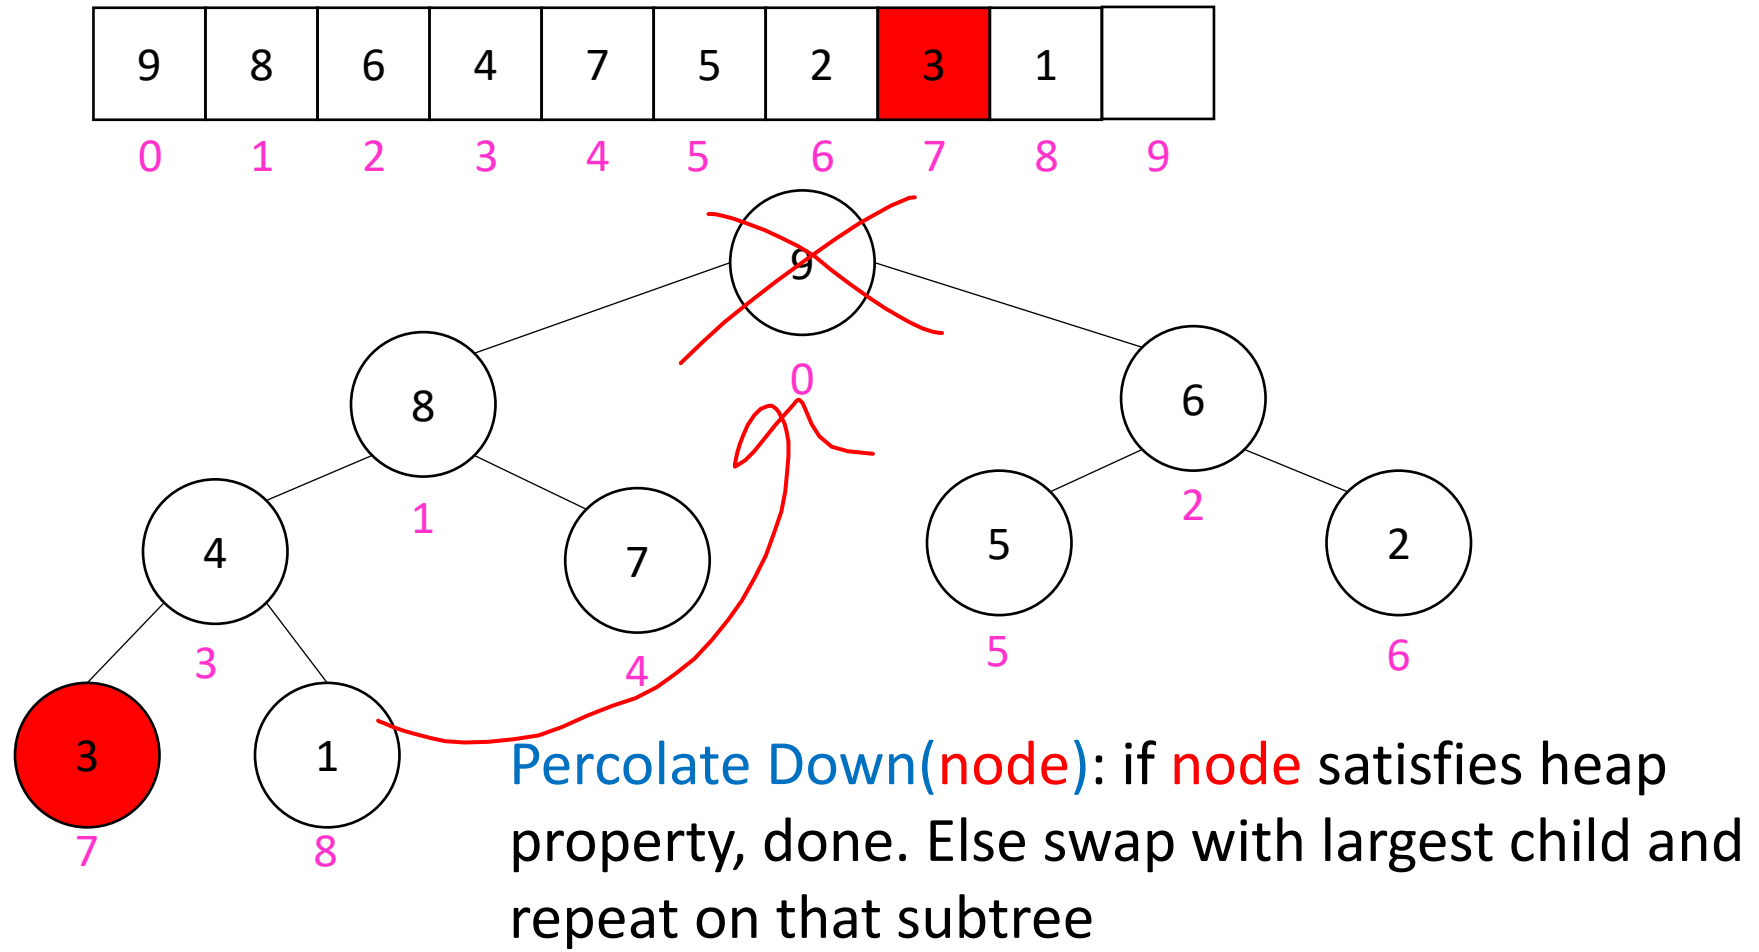 9 8 6 4 7 5 2 3 1
0 1 2 3 4 5 6 7 8 9
9
0
8 6
1 2
4 7 5 2
3 4 5 6
3 1
7 8
Percolate Down(node): if node satisfies heap
property, done. Else swap with largest child and
repeat on that subtree